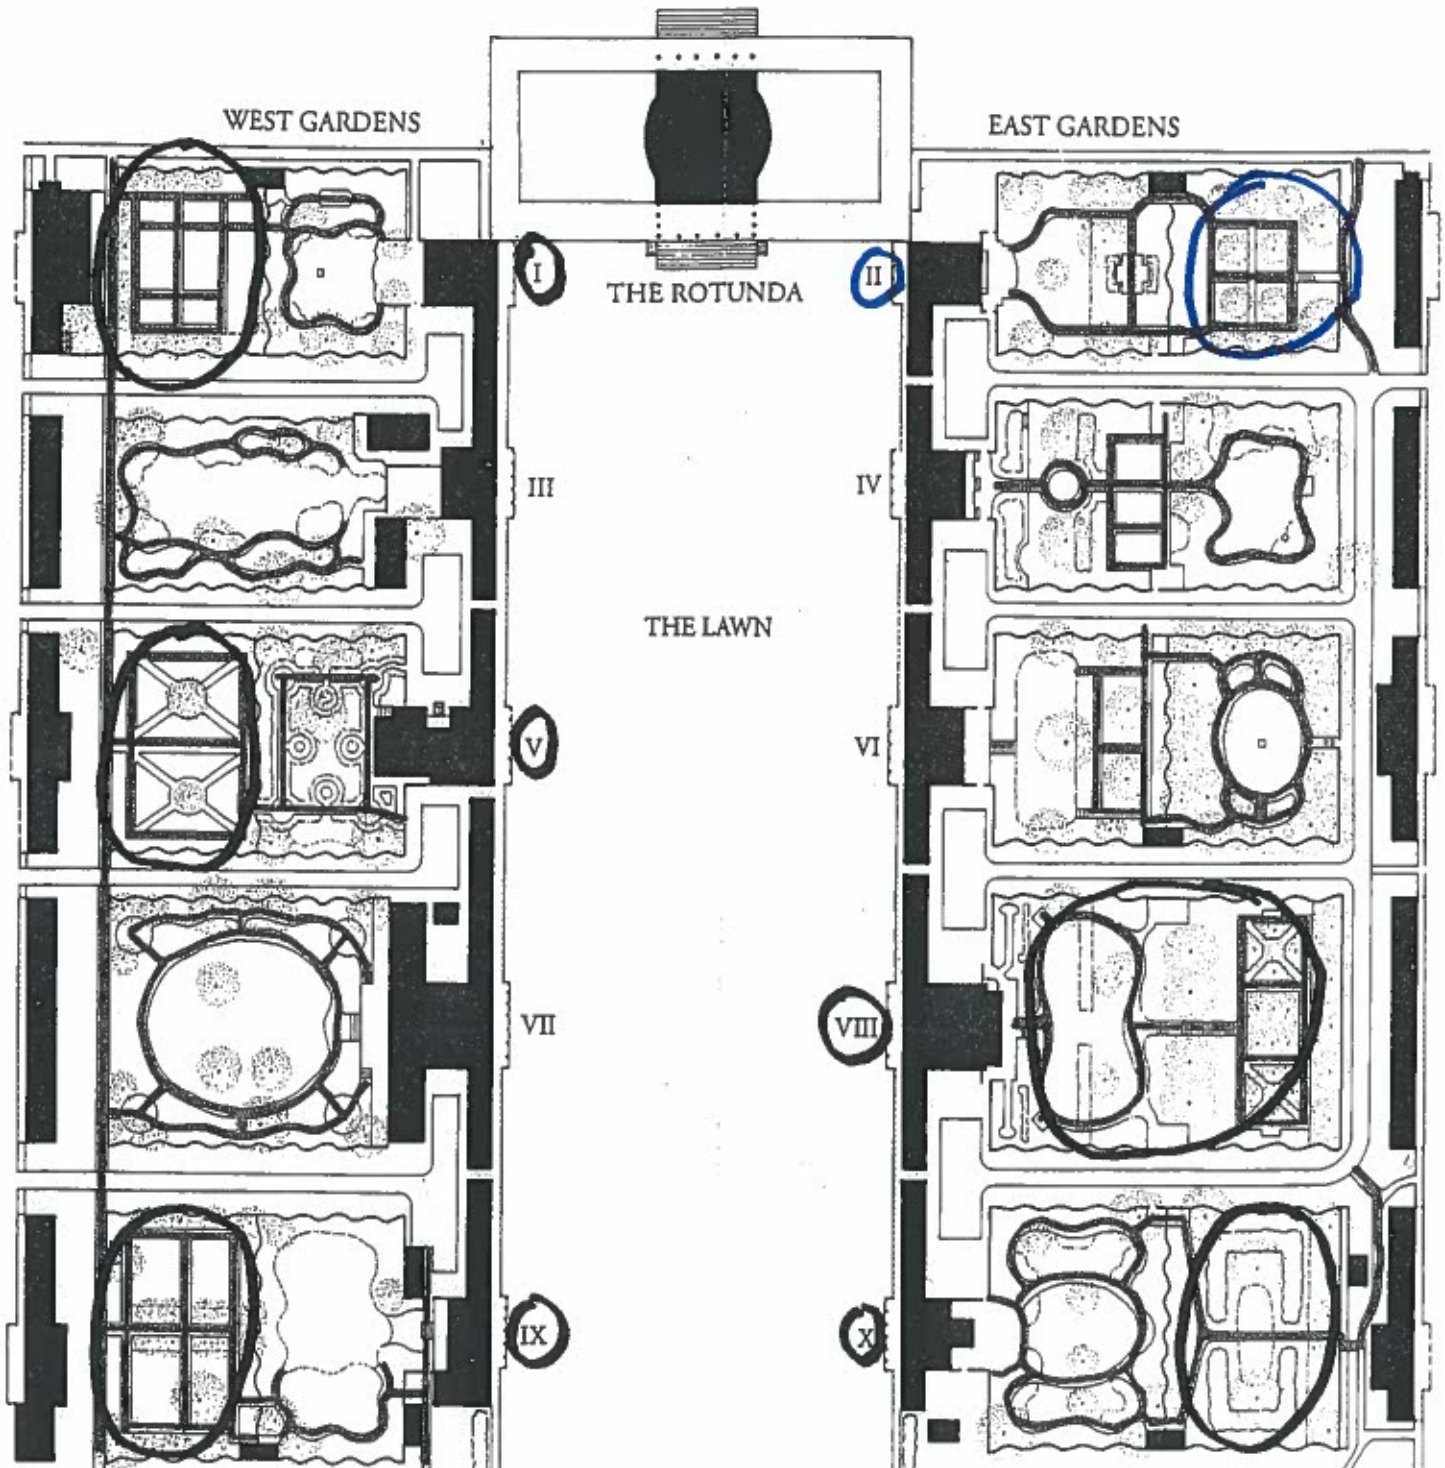 WEST GARDENS
EAST GARDENS
I
THE ROTUNDA
II
III
IV
THE LAWN
V
VI
VII
VIII
IX
X